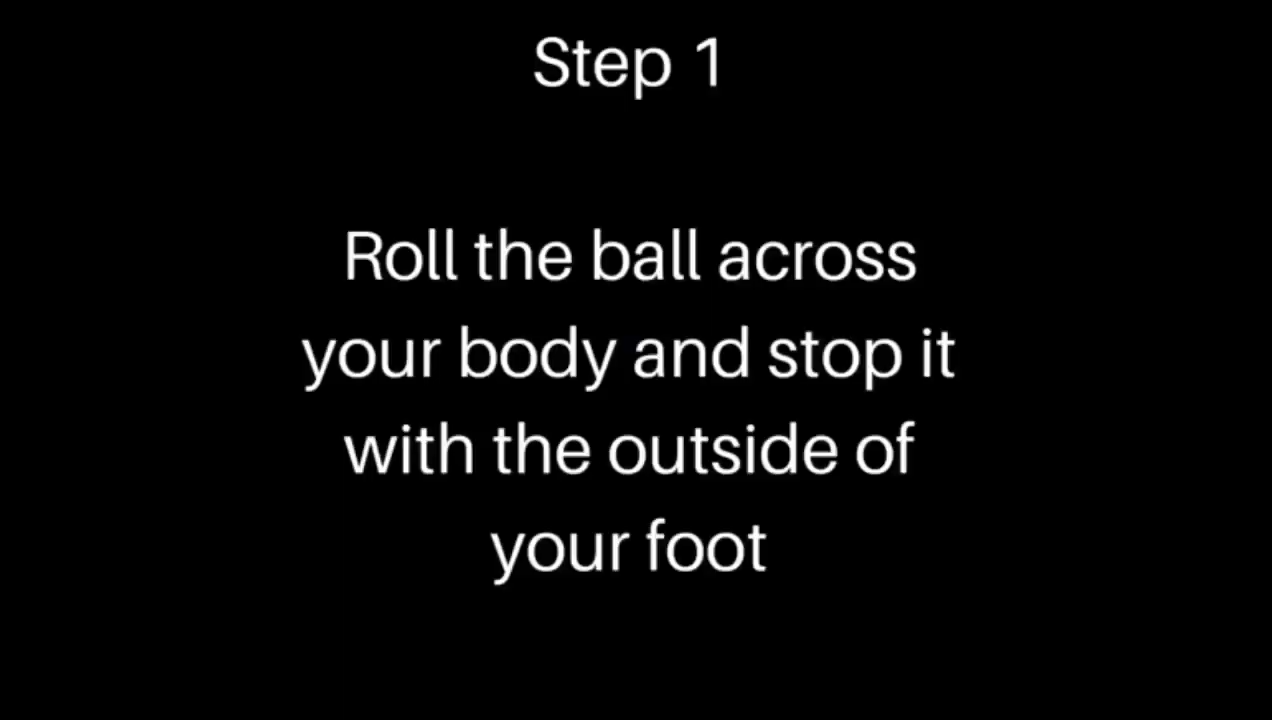 Step 1
Roll the ball across
your body and stop it
with the outside of
your foot